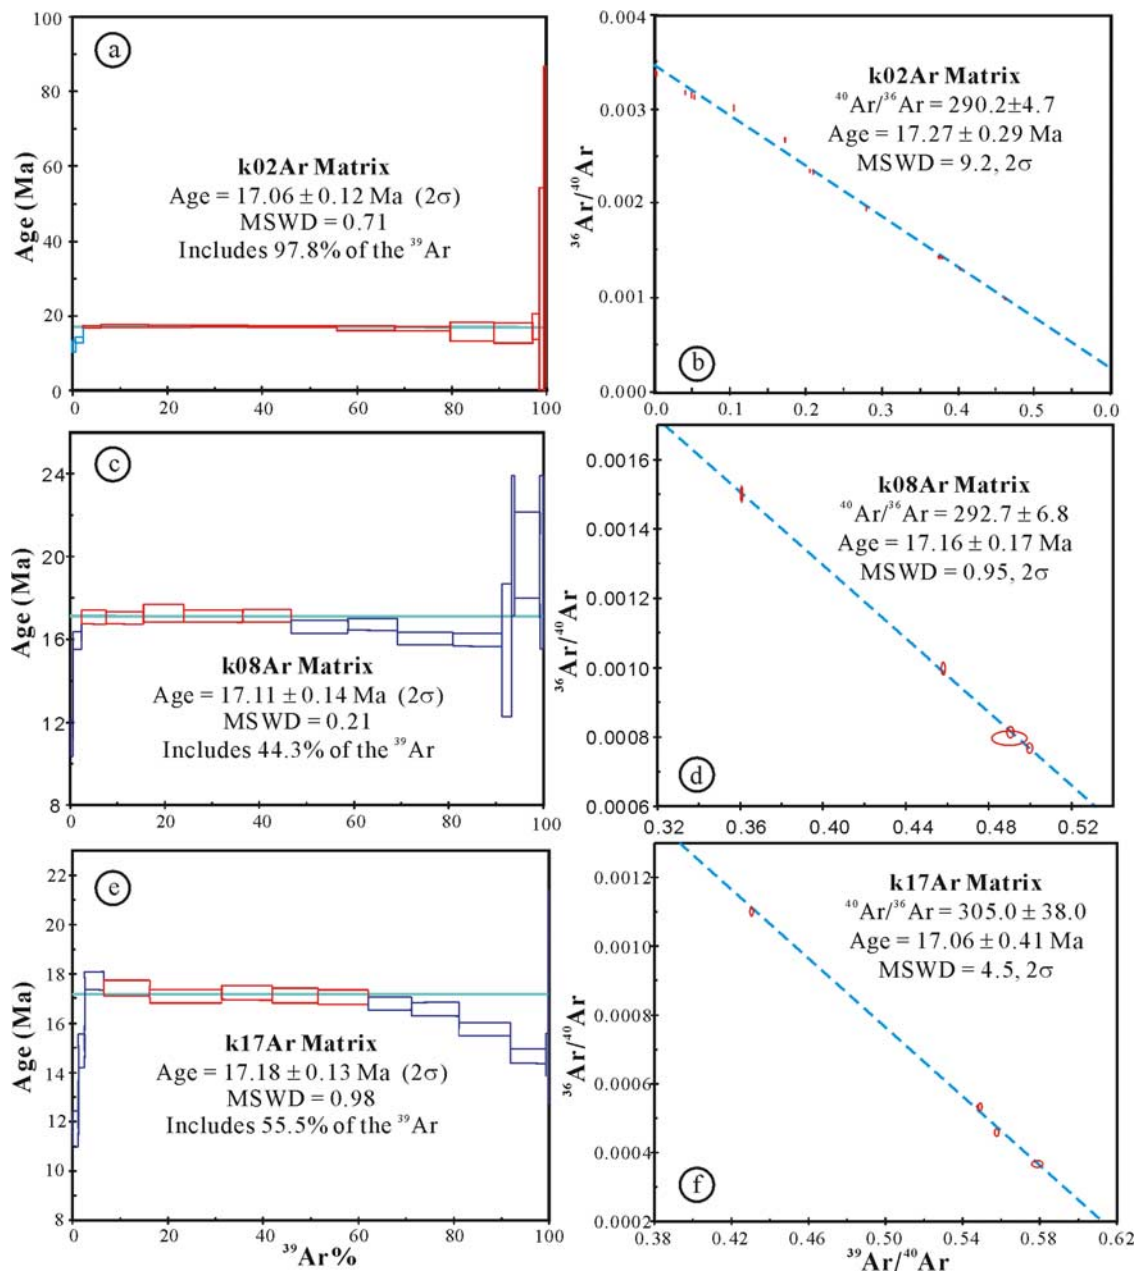 a
100
80
60
40
20
0
Age (Ma)
k02Ar Matrix
Age = 17.06 ± 0.12 Ma (2σ)
MSWD = 0.71
Includes 97.8% of the ³⁹Ar
0 20 40 60 80 100
b
0.004
0.003
0.002
0.001
0.000
³⁶Ar/⁴⁰Ar
k02Ar Matrix
⁴⁰Ar/³⁶Ar = 290.2±4.7
Age = 17.27 ± 0.29 Ma
MSWD = 9.2, 2σ
0.0 0.1 0.2 0.3 0.4 0.5 0.0
c
24
20
16
12
8
Age (Ma)
k08Ar Matrix
Age = 17.11 ± 0.14 Ma (2σ)
MSWD = 0.21
Includes 44.3% of the ³⁹Ar
0 20 40 60 80 100
d
0.0016
0.0014
0.0012
0.0010
0.0008
0.0006
³⁶Ar/⁴⁰Ar
k08Ar Matrix
⁴⁰Ar/³⁶Ar = 292.7 ± 6.8
Age = 17.16 ± 0.17 Ma
MSWD = 0.95, 2σ
0.32 0.36 0.40 0.44 0.48 0.52
e
22
20
18
16
14
12
10
8
Age (Ma)
k17Ar Matrix
Age = 17.18 ± 0.13 Ma (2σ)
MSWD = 0.98
Includes 55.5% of the ³⁹Ar
0 20 40 60 80 100
³⁹Ar%
f
0.0012
0.0010
0.0008
0.0006
0.0004
0.0002
³⁶Ar/⁴⁰Ar
k17Ar Matrix
⁴⁰Ar/³⁶Ar = 305.0 ± 38.0
Age = 17.06 ± 0.41 Ma
MSWD = 4.5, 2σ
0.38 0.42 0.46 0.50 0.54 0.58 0.62
³⁹Ar/⁴⁰Ar